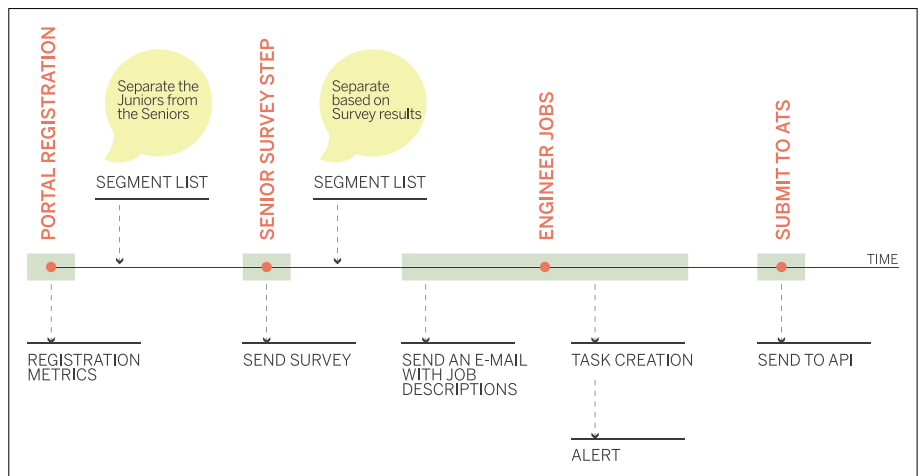 PORTAL REGISTRATION
Separate the
Juniors from
the Seniors
SEGMENT LIST
SENIOR SURVEY STEP
Separate
based on
Survey results
SEGMENT LIST
ENGINEER JOBS
SUBMIT TO ATS
TIME
REGISTRATION
METRICS
SEND SURVEY
SEND AN E-MAIL
WITH JOB
DESCRIPTIONS
TASK CREATION
SEND TO API
ALERT